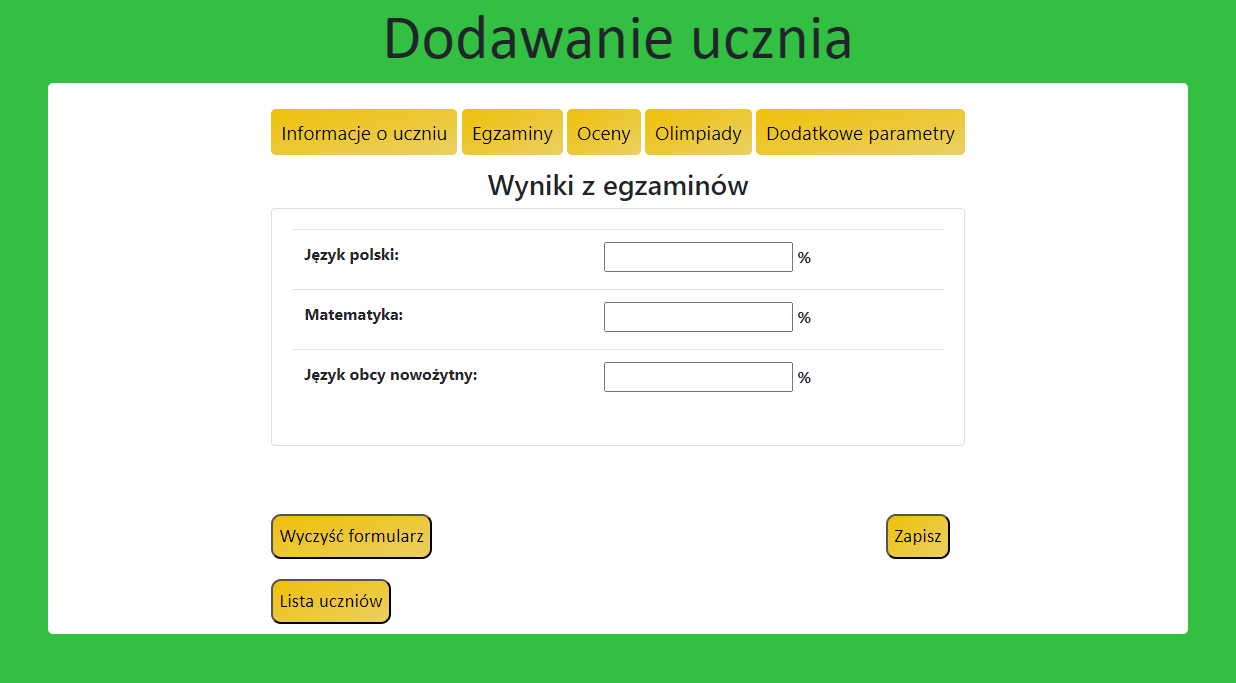 Dodawanie ucznia
Informacje o uczniu Egzaminy Oceny Olimpiady Dodatkowe parametry
Wyniki z egzaminów
Język polski: %
Matematyka: %
Język obcy nowożytny: %
Wyczyść formularz Zapisz
Lista uczniów